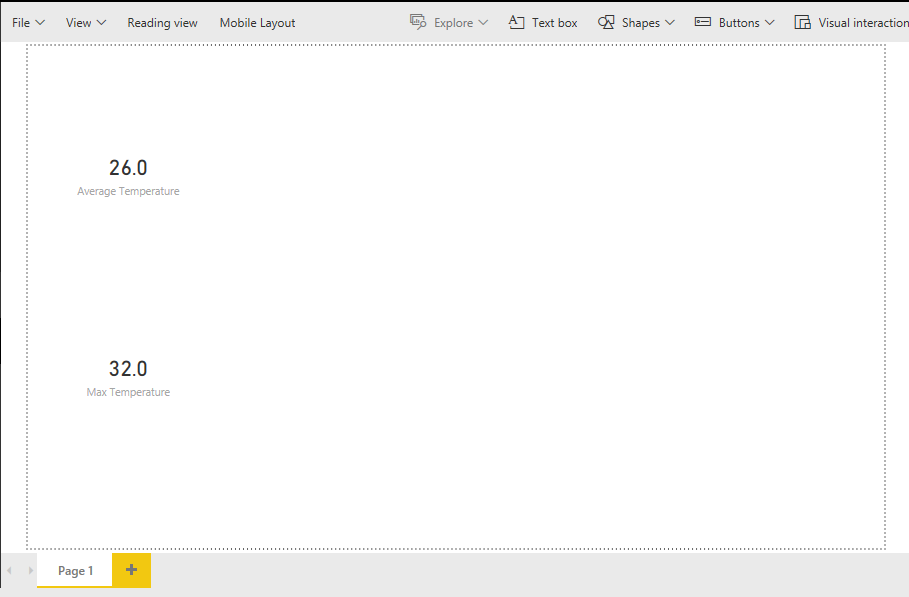 File View Reading view Mobile Layout Explore Text box Shapes Buttons Visual interaction
26.0
Average Temperature
32.0
Max Temperature
Page 1